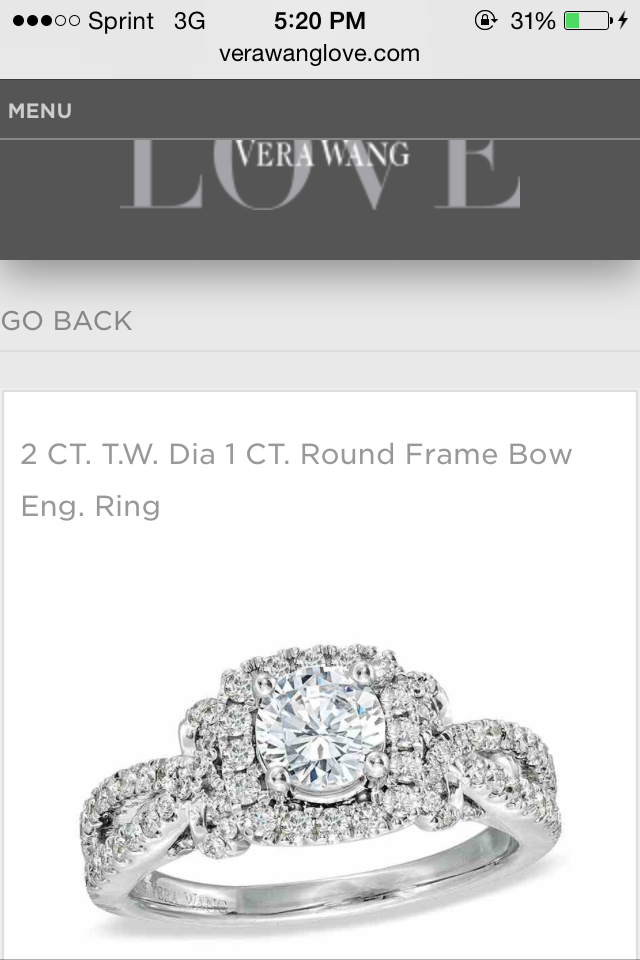 Sprint 3G 5:20 PM 31%
verawanglove.com
MENU
LOVE
VERA WANG
GO BACK
2 CT. T.W. Dia 1 CT. Round Frame Bow
Eng. Ring
VERA WANG